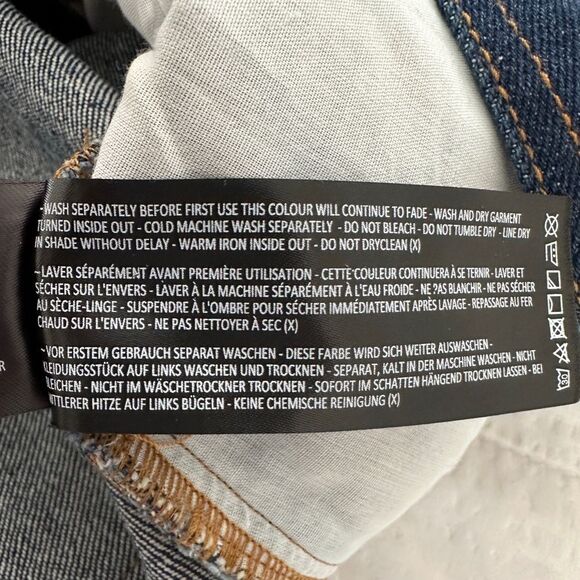 - WASH SEPARATELY BEFORE FIRST USE THIS COLOUR WILL CONTINUE TO FADE - WASH AND DRY GARMENT
TURNED INSIDE OUT - COLD MACHINE WASH SEPARATELY - DO NOT BLEACH - DO NOT TUMBLE DRY - LINE DRY
IN SHADE WITHOUT DELAY - WARM IRON INSIDE OUT - DO NOT DRYCLEAN (X)
- LAVER SÉPARÉMENT AVANT PREMIÈRE UTILISATION - CETTE COULEUR CONTINUERA À SE TERNIR - LAVER ET
SÉCHER SUR L'ENVERS - LAVER À LA MACHINE SÉPARÉMENT À L'EAU FROIDE - NE ?AS BLANCHIR - NE PAS SÉCHER
AU SÈCHE-LINGE - SUSPENDRE À L'OMBRE POUR SÉCHER IMMÉDIATEMENT APRÈS LAVAGE - REPASSAGE AU FER
CHAUD SUR L'ENVERS - NE PAS NETTOYER À SEC (X)
- VOR ERSTEM GEBRAUCH SEPARAT WASCHEN - DIESE FARBE WIRD SICH WEITER AUSWASCHEN -
KLEIDUNGSSTÜCK AUF LINKS WASCHEN UND TROCKNEN - SEPARAT, KALT IN DER MACHINE WASCHEN - NICHT
BLEICHEN - NICHT IM WÄSCHETROCKNER TROCKNEN - SOFORT IM SCHATTEN HÄNGEND TROCKNEN LASSEN - BEI
MITTLERER HITZE AUF LINKS BÜGELN - KEINE CHEMISCHE REINIGUNG (X)
30
R